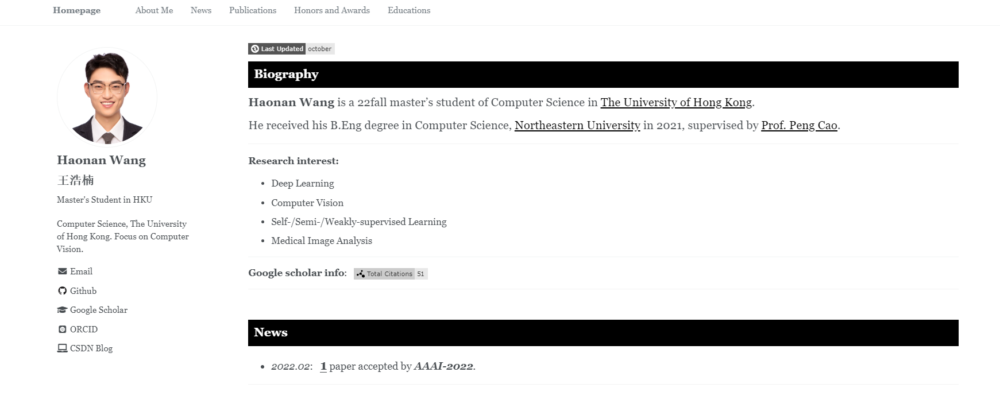 Homepage About Me News Publications Honors and Awards Educations
Haonan Wang
王浩楠
Master's Student in HKU
Computer Science, The University
of Hong Kong. Focus on Computer
Vision.
Email
Github
Google Scholar
ORCID
CSDN Blog
Last Updated october
Biography
Haonan Wang is a 22fall master’s student of Computer Science in The University of Hong Kong.
He received his B.Eng degree in Computer Science, Northeastern University in 2021, supervised by Prof. Peng Cao.
Research interest:
• Deep Learning
• Computer Vision
• Self-/Semi-/Weakly-supervised Learning
• Medical Image Analysis
Google scholar info: Total Citations 51
News
• 2022.02: 1 paper accepted by AAAI-2022.